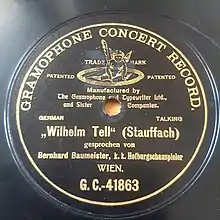 GRAMOPHONE CONCERT RECORD.
TRADE MARK
PATENTED PATENTED
Manufactured by
The Gramophone and Typewriter Ltd.,
and Sister Companies.
GERMAN TALKING
„Wilhelm Tell“ (Stauffach)
gesprochen von
Bernhard Baumeister, k. k. Hofburgschauspieler
WIEN.
G. C.-41863